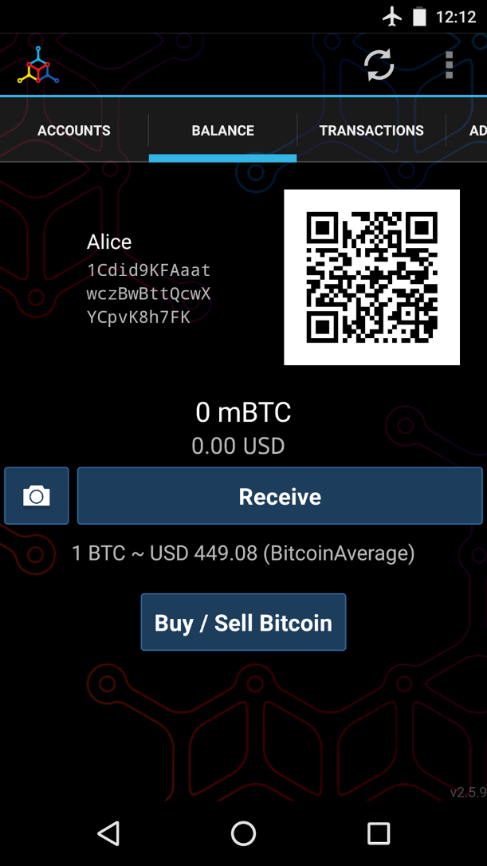 12:12
ACCOUNTS BALANCE TRANSACTIONS AD
Alice
1Cdid9KFAaat
wczBwBttQcwX
YCpvK8h7FK
0 mBTC
0.00 USD
Receive
1 BTC ~ USD 449.08 (BitcoinAverage)
Buy / Sell Bitcoin
v2.5.9